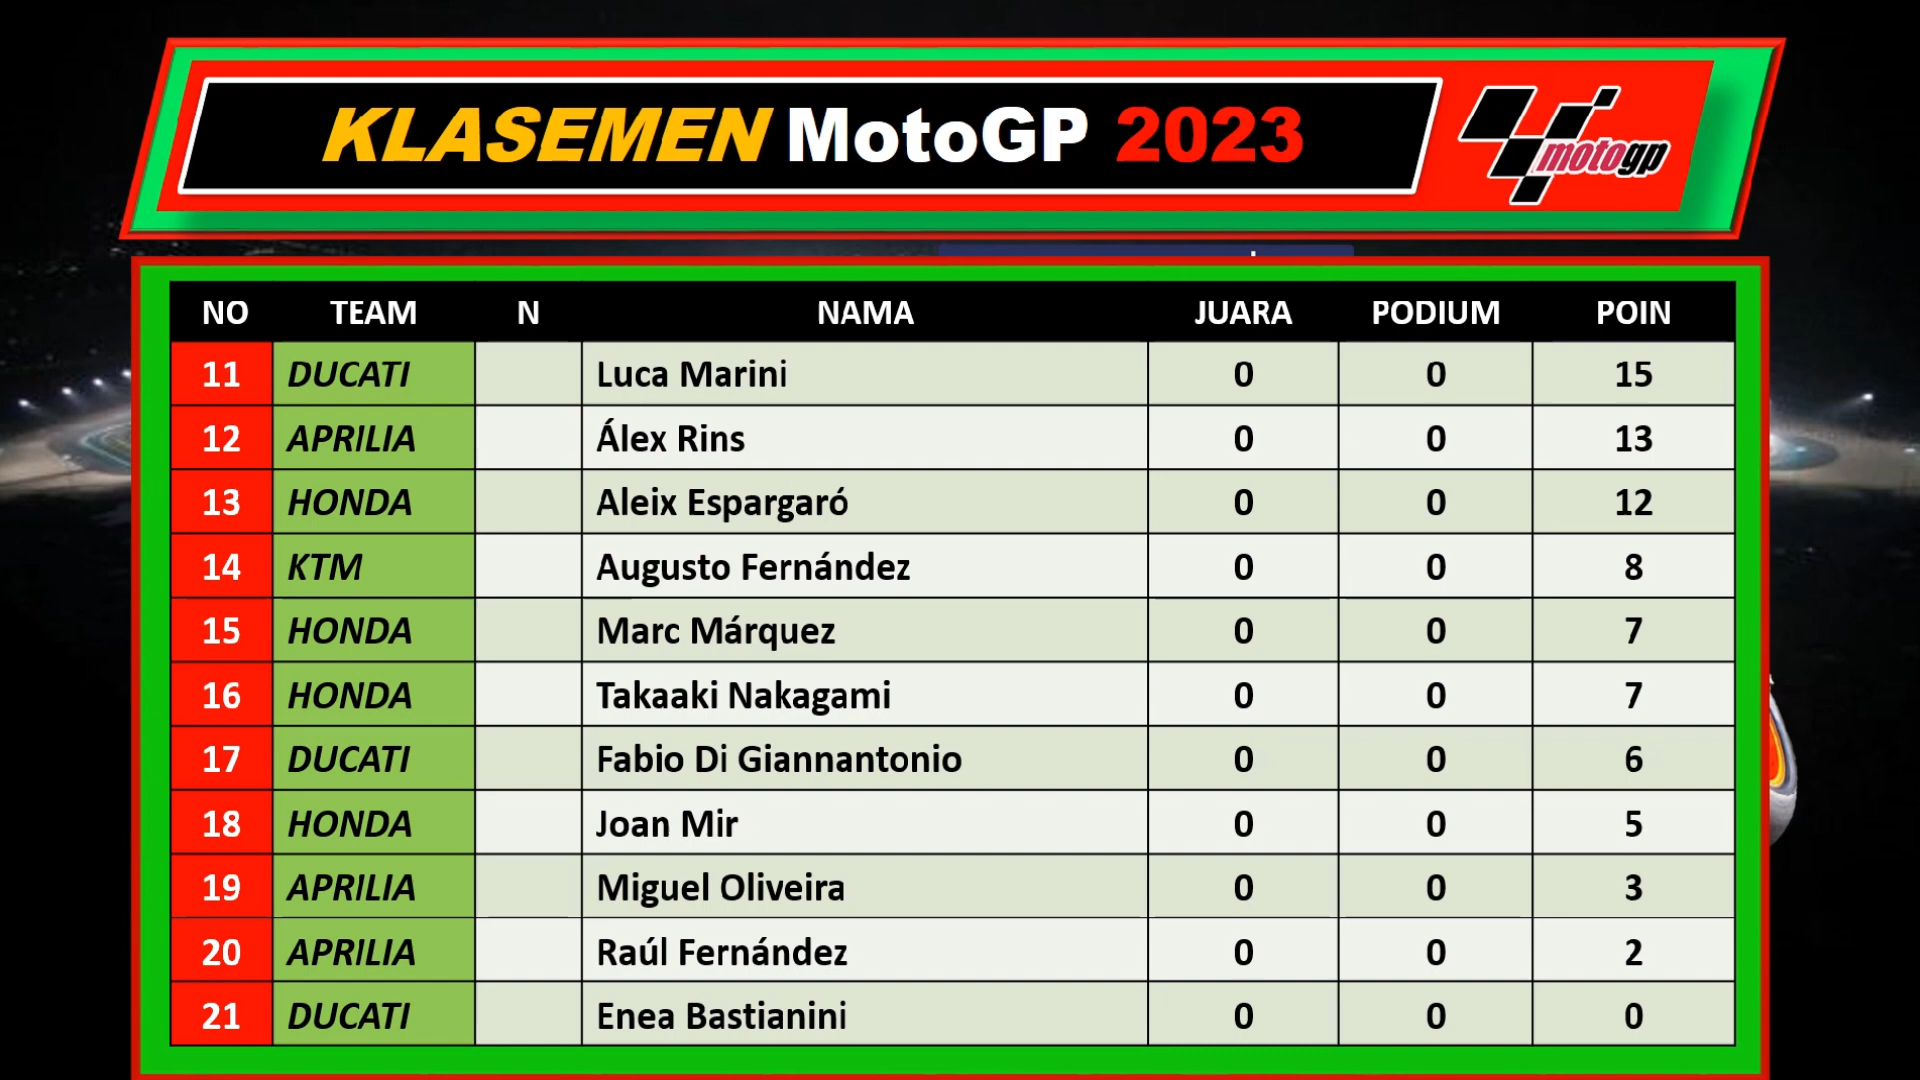 KLASEMEN MotoGP 2023
motogp
NO TEAM N NAMA JUARA PODIUM POIN
11 DUCATI Luca Marini 0 0 15
12 APRILIA Álex Rins 0 0 13
13 HONDA Aleix Espargaró 0 0 12
14 KTM Augusto Fernández 0 0 8
15 HONDA Marc Márquez 0 0 7
16 HONDA Takaaki Nakagami 0 0 7
17 DUCATI Fabio Di Giannantonio 0 0 6
18 HONDA Joan Mir 0 0 5
19 APRILIA Miguel Oliveira 0 0 3
20 APRILIA Raúl Fernández 0 0 2
21 DUCATI Enea Bastianini 0 0 0